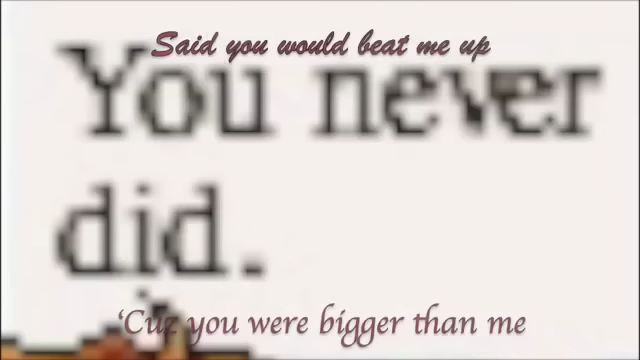 Said you would beat me up
You never
did.
‘Cuz you were bigger than me